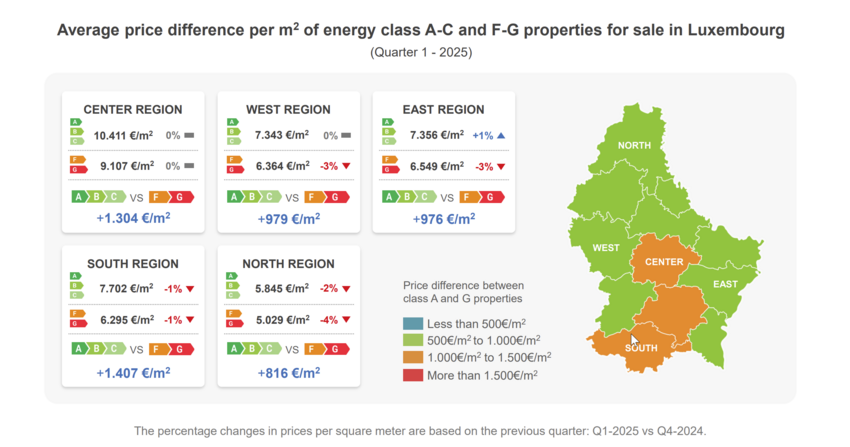 Average price difference per m² of energy class A-C and F-G properties for sale in Luxembourg
(Quarter 1 - 2025)
CENTER REGION
A
B
C
10.411 €/m² 0%
F
G
9.107 €/m² 0%
A B C VS F G
+1.304 €/m²
WEST REGION
A
B
C
7.343 €/m² 0%
F
G
6.364 €/m² -3%
A B C VS F G
+979 €/m²
EAST REGION
A
B
C
7.356 €/m² +1%
F
G
6.549 €/m² -3%
A B C VS F G
+976 €/m²
SOUTH REGION
A
B
C
7.702 €/m² -1%
F
G
6.295 €/m² -1%
A B C VS F G
+1.407 €/m²
NORTH REGION
A
B
C
5.845 €/m² -2%
F
G
5.029 €/m² -4%
A B C VS F G
+816 €/m²
Price difference between
class A and G properties
Less than 500€/m²
500€/m² to 1.000€/m²
1.000€/m² to 1.500€/m²
More than 1.500€/m²
NORTH
WEST
CENTER
EAST
SOUTH
The percentage changes in prices per square meter are based on the previous quarter: Q1-2025 vs Q4-2024.